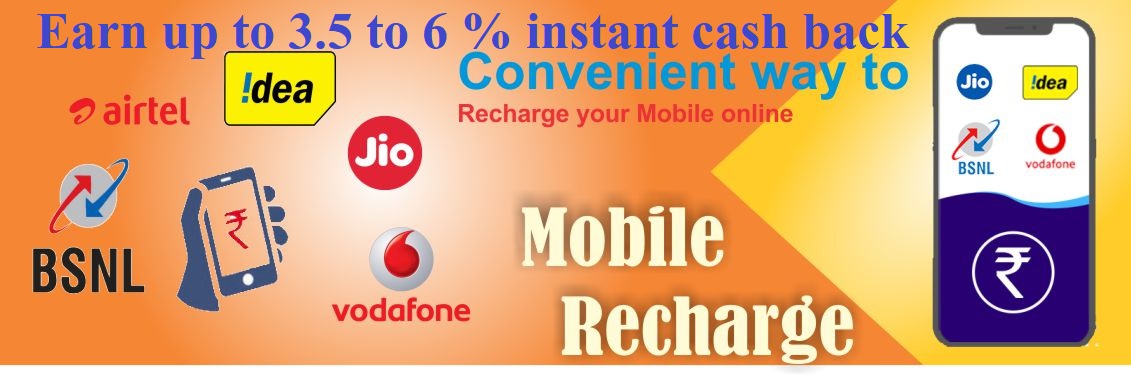 Earn up to 3.5 to 6 % instant cash back
Convenient way to
Recharge your Mobile online
airtel
!dea
Jio
BSNL
₹
vodafone
Mobile
Recharge
Jio
!dea
BSNL
vodafone
₹